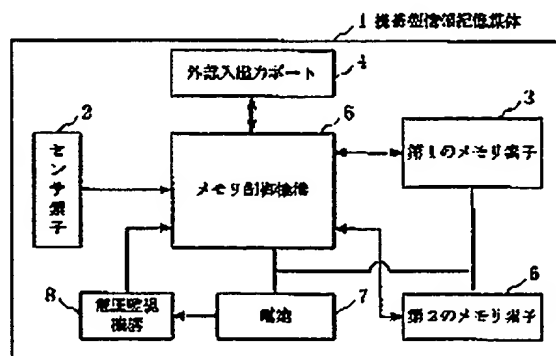 1 携帯型情報記憶媒体
外部入出力ポート
4
2
センサ素子
6
メモリ制御機構
3
第1のメモリ素子
8
電圧監視機構
電池
7
第2のメモリ素子
6